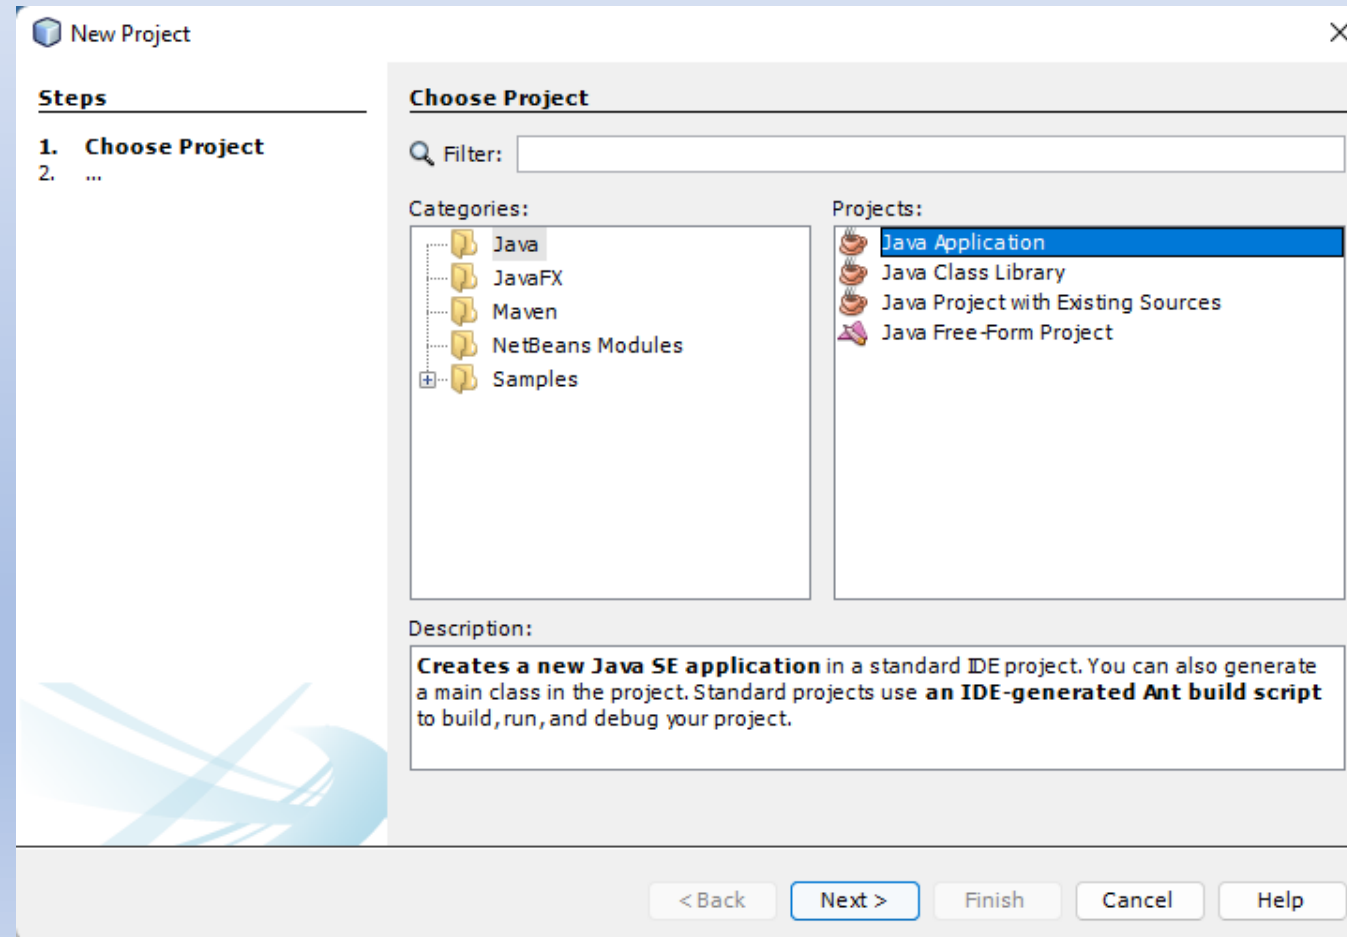 New Project
Steps
1. Choose Project
2. ...
Choose Project
Filter:
Categories:
Java
JavaFX
Maven
NetBeans Modules
Samples
Projects:
Java Application
Java Class Library
Java Project with Existing Sources
Java Free-Form Project
Description:
Creates a new Java SE application in a standard IDE project. You can also generate
a main class in the project. Standard projects use an IDE-generated Ant build script
to build, run, and debug your project.
< Back Next > Finish Cancel Help